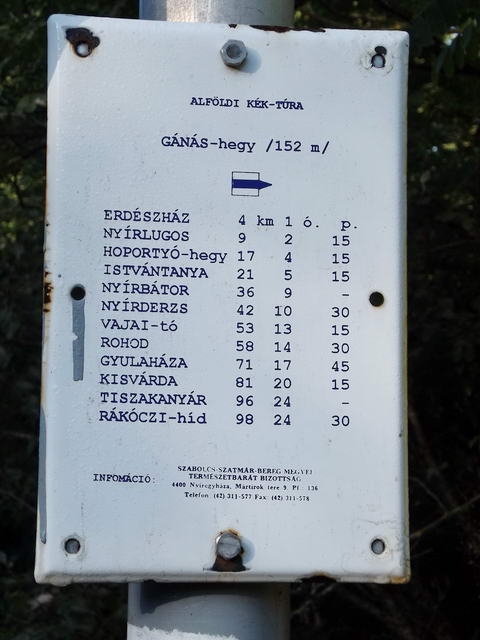 ALFÖLDI KÉK-TÚRA
GÁNÁS-hegy /152 m/
ERDÉSZHÁZ 4 km 1 ó. p.
NYÍRLUGOS 9 2 15
HOPORTYÓ-hegy 17 4 15
ISTVÁNTANYA 21 5 15
NYÍRBÁTOR 36 9 -
NYÍRDERZS 42 10 30
VAJAI-tó 53 13 15
ROHOD 58 14 30
GYULAHÁZA 71 17 45
KISVÁRDA 81 20 15
TISZAKANYÁR 96 24 -
RÁKÓCZI-híd 98 24 30
SZABOLCS-SZATMÁR-BEREG MEGYEI
INFOMÁCIÓ: TERMÉSZETBARÁT BIZOTTSÁG
4400 Nyíregyháza, Mártírok tere 9. Pf.: 136
Telefon: (42) 311-577 Fax: (42) 311-578